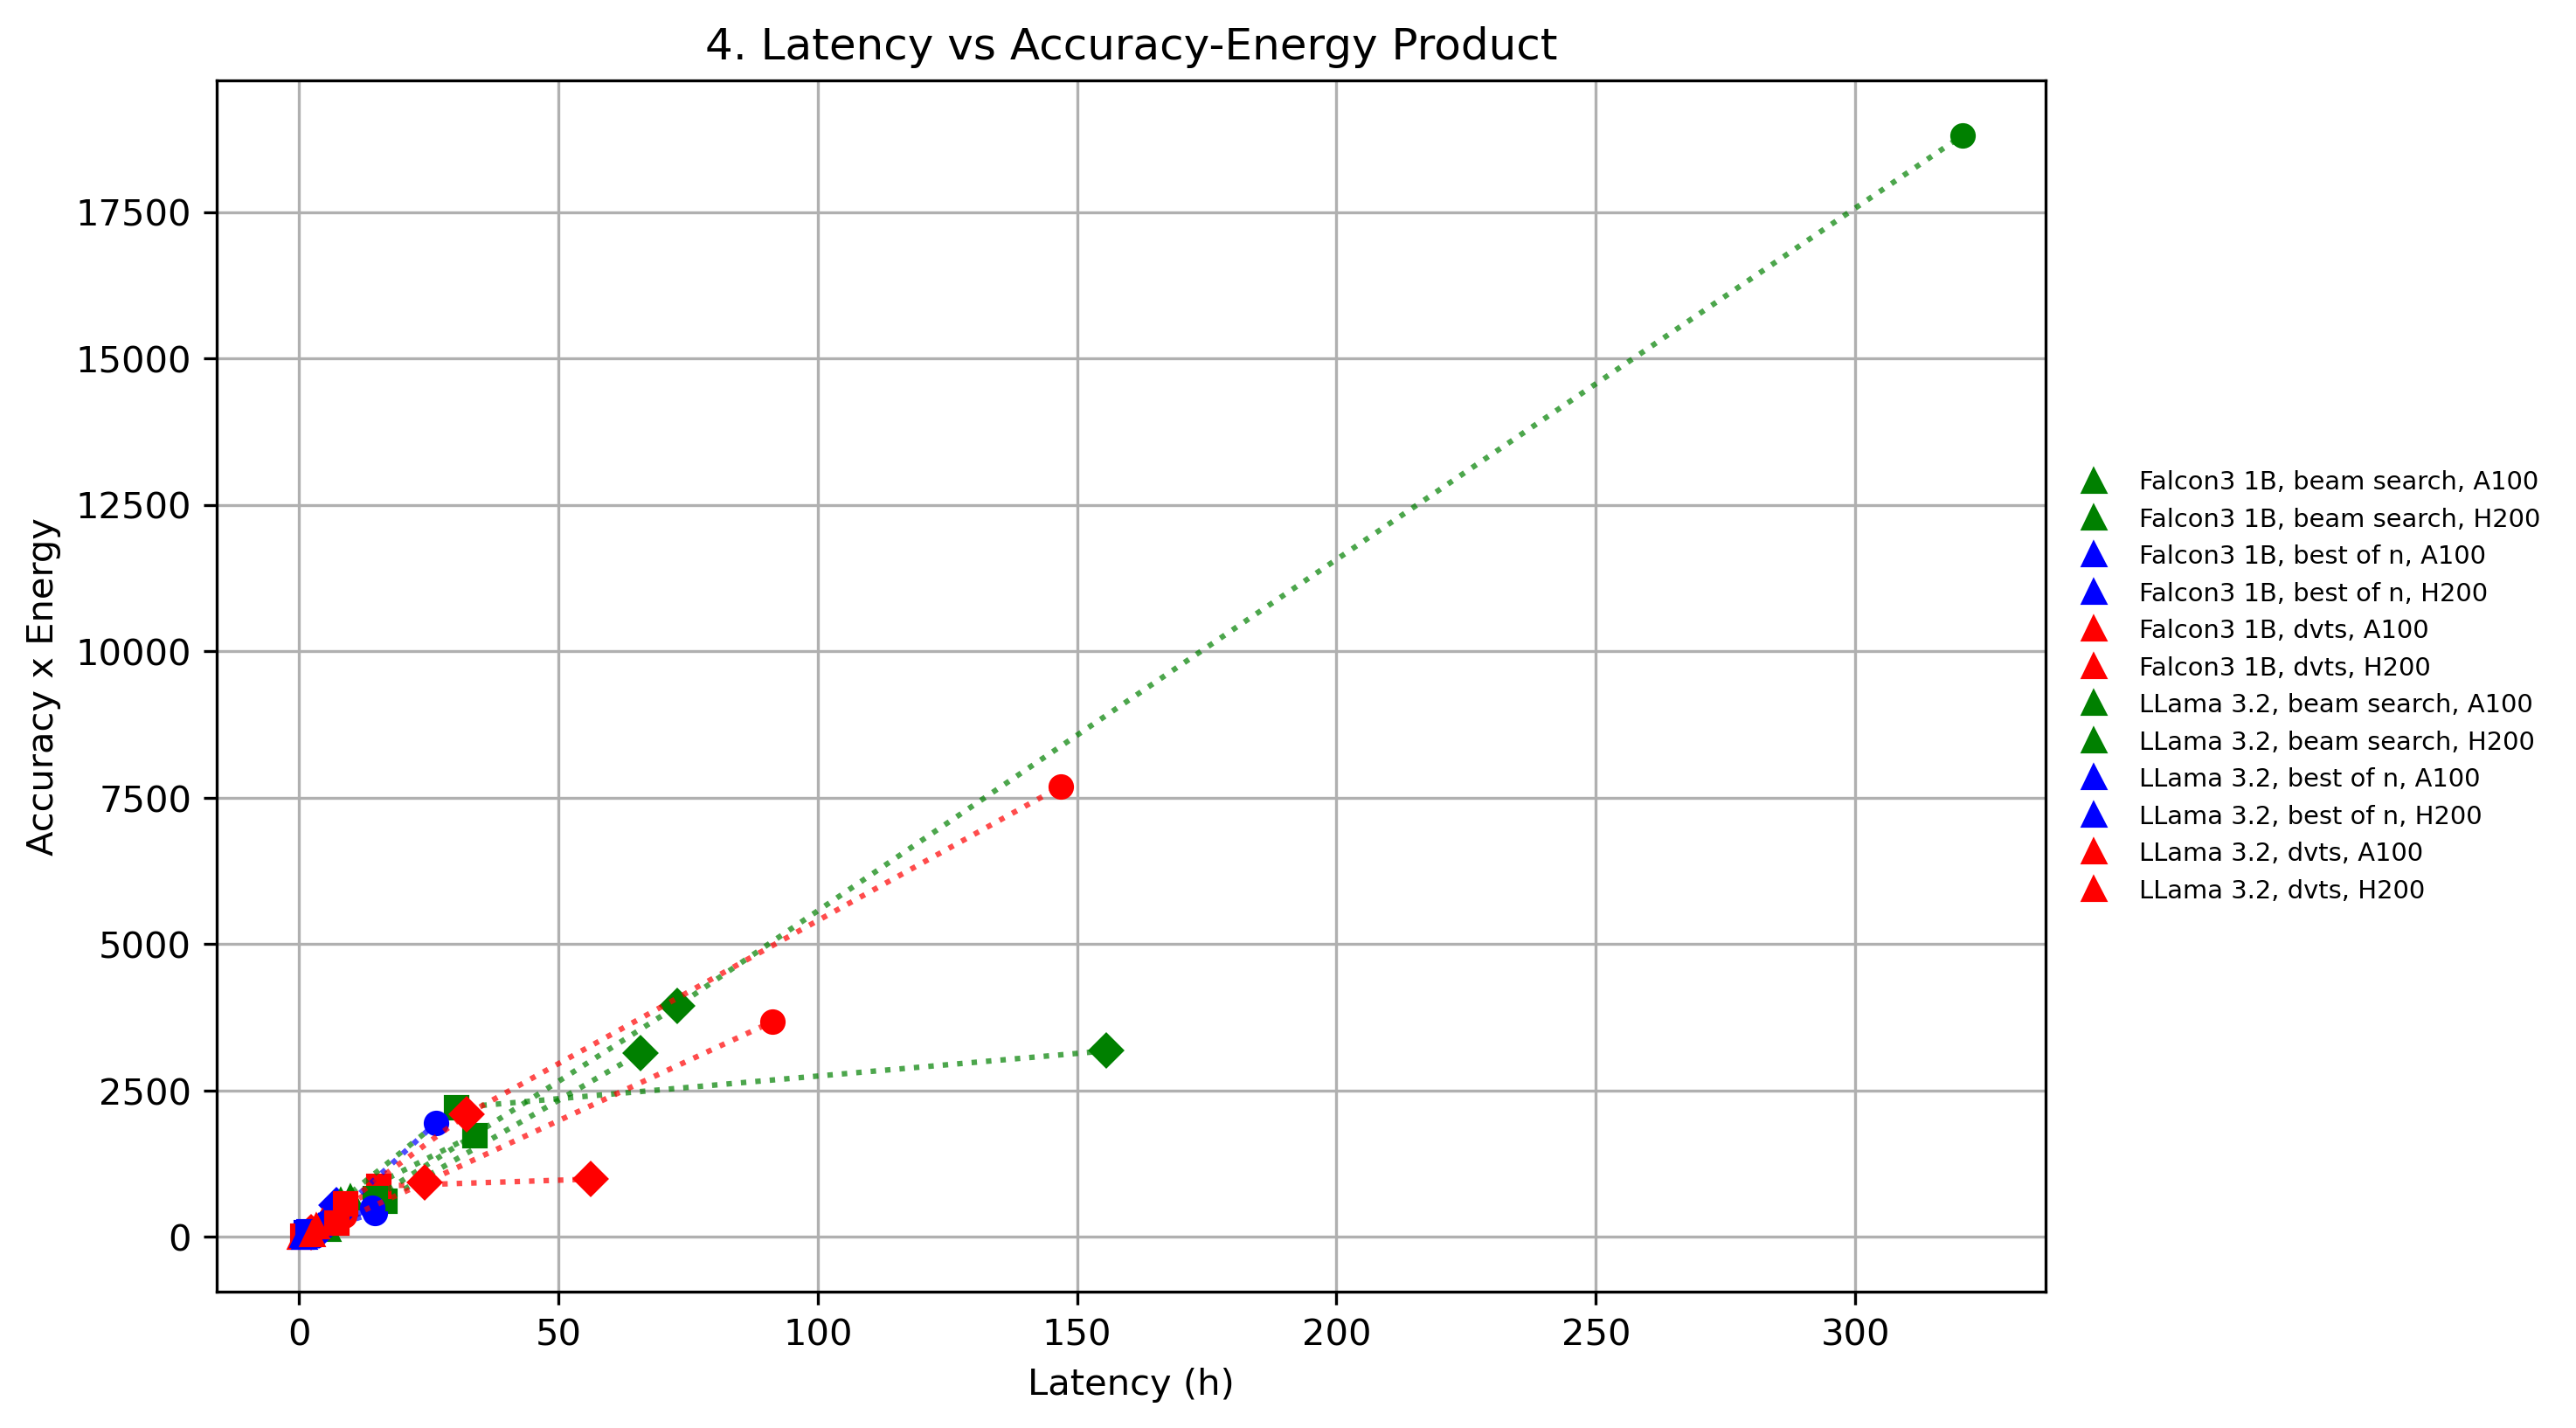 4. Latency vs Accuracy-Energy Product
17500
15000
12500
10000
7500
5000
2500
0
Accuracy x Energy
0 50 100 150 200 250 300
Latency (h)
Falcon3 1B, beam search, A100
Falcon3 1B, beam search, H200
Falcon3 1B, best of n, A100
Falcon3 1B, best of n, H200
Falcon3 1B, dvts, A100
Falcon3 1B, dvts, H200
LLama 3.2, beam search, A100
LLama 3.2, beam search, H200
LLama 3.2, best of n, A100
LLama 3.2, best of n, H200
LLama 3.2, dvts, A100
LLama 3.2, dvts, H200